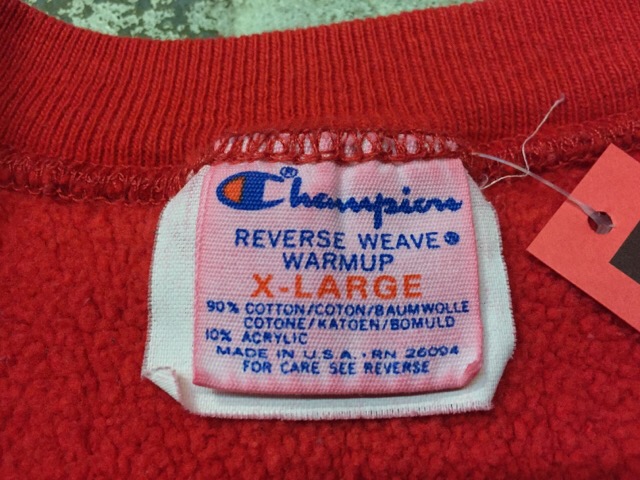 Champion®
REVERSE WEAVE®
WARMUP
X-LARGE
90% COTTON/COTON/BAUMWOLLE
COTONE/KATOEN/BOMULD
10% ACRYLIC
MADE IN U.S.A. · RN 26094
FOR CARE SEE REVERSE